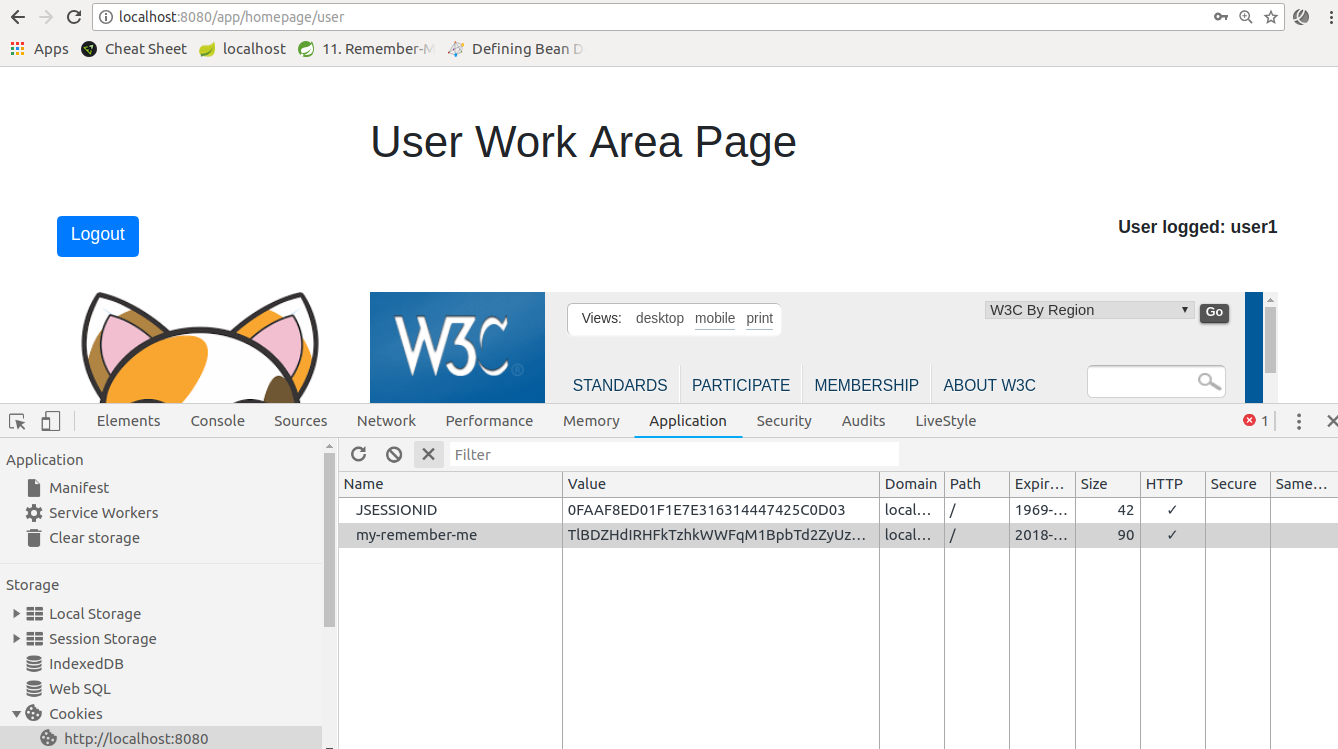 localhost:8080/app/homepage/user
Apps Cheat Sheet localhost 11. Remember-M Defining Bean D
User Work Area Page
Logout
User logged: user1
W3C®
Views: desktop mobile print
W3C By Region Go
STANDARDS PARTICIPATE MEMBERSHIP ABOUT W3C
Elements Console Sources Network Performance Memory Application Security Audits LiveStyle 1
Application
Manifest
Service Workers
Clear storage
Storage
Local Storage
Session Storage
IndexedDB
Web SQL
Cookies
http://localhost:8080
Filter
Name Value Domain Path Expir... Size HTTP Secure Same...
JSESSIONID 0FAAF8ED01F1E7E316314447425C0D03 local... / 1969-... 42 ✓
my-remember-me TlBDZHdIRHFkTzhkWWFqM1BpbTd2ZyUz... local... / 2018-... 90 ✓